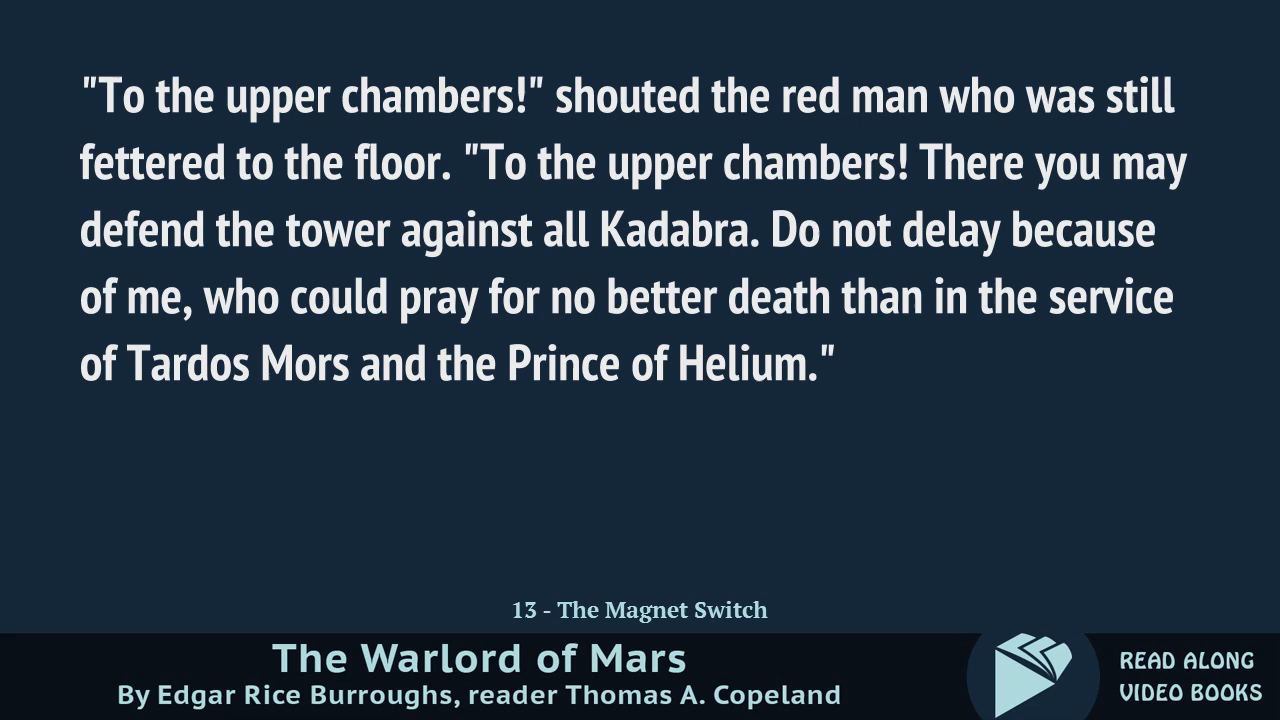 "To the upper chambers!" shouted the red man who was still
fettered to the floor. "To the upper chambers! There you may
defend the tower against all Kadabra. Do not delay because
of me, who could pray for no better death than in the service
of Tardos Mors and the Prince of Helium."
13 - The Magnet Switch
The Warlord of Mars
By Edgar Rice Burroughs, reader Thomas A. Copeland
READ ALONG
VIDEO BOOKS